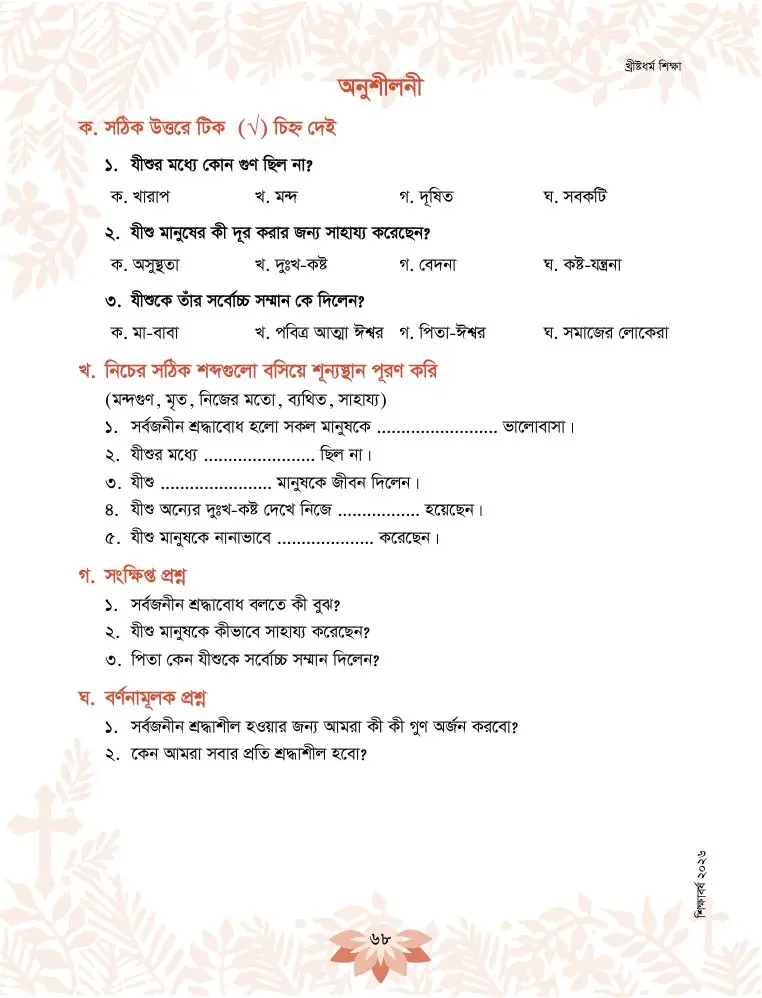 খ্রীষ্টধর্ম শিক্ষা
অনুশীলনী
ক. সঠিক উত্তরে টিক (√) চিহ্ন দেই
১. যীশুর মধ্যে কোন গুণ ছিল না?
ক. খারাপ খ. মন্দ গ. দূষিত ঘ. সবকটি
২. যীশু মানুষের কী দূর করার জন্য সাহায্য করেছেন?
ক. অসুস্থতা খ. দুঃখ-কষ্ট গ. বেদনা ঘ. কষ্ট-যন্ত্রনা
৩. যীশুকে তাঁর সর্বোচ্চ সম্মান কে দিলেন?
ক. মা-বাবা খ. পবিত্র আত্মা ঈশ্বর গ. পিতা-ঈশ্বর ঘ. সমাজের লোকেরা
খ. নিচের সঠিক শব্দগুলো বসিয়ে শূন্যস্থান পূরণ করি
(মন্দগুণ, মৃত, নিজের মতো, ব্যথিত, সাহায্য)
১. সর্বজনীন শ্রদ্ধাবোধ হলো সকল মানুষকে ......................... ভালোবাসা।
২. যীশুর মধ্যে ....................... ছিল না।
৩. যীশু ....................... মানুষকে জীবন দিলেন।
৪. যীশু অন্যের দুঃখ-কষ্ট দেখে নিজে ................. হয়েছেন।
৫. যীশু মানুষকে নানাভাবে .................... করেছেন।
গ. সংক্ষিপ্ত প্রশ্ন
১. সর্বজনীন শ্রদ্ধাবোধ বলতে কী বুঝ?
২. যীশু মানুষকে কীভাবে সাহায্য করেছেন?
৩. পিতা কেন যীশুকে সর্বোচ্চ সম্মান দিলেন?
ঘ. বর্ণনামূলক প্রশ্ন
১. সর্বজনীন শ্রদ্ধাশীল হওয়ার জন্য আমরা কী কী গুণ অর্জন করবো?
২. কেন আমরা সবার প্রতি শ্রদ্ধাশীল হবো?
শিক্ষাবর্ষ ২০২৬
৬৮